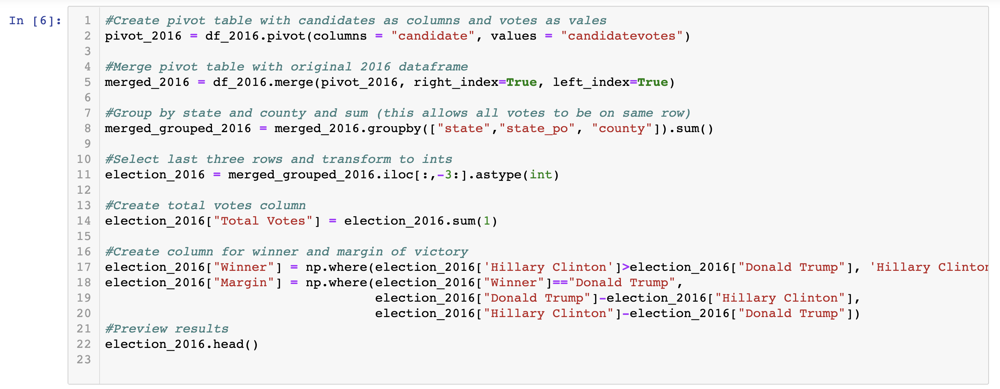 In [6]:
1 #Create pivot table with candidates as columns and votes as vales
2 pivot_2016 = df_2016.pivot(columns = "candidate", values = "candidatevotes")
3
4 #Merge pivot table with original 2016 dataframe
5 merged_2016 = df_2016.merge(pivot_2016, right_index=True, left_index=True)
6
7 #Group by state and county and sum (this allows all votes to be on same row)
8 merged_grouped_2016 = merged_2016.groupby(["state","state_po", "county"]).sum()
9
10 #Select last three rows and transform to ints
11 election_2016 = merged_grouped_2016.iloc[:,-3:].astype(int)
12
13 #Create total votes column
14 election_2016["Total Votes"] = election_2016.sum(1)
15
16 #Create column for winner and margin of victory
17 election_2016["Winner"] = np.where(election_2016['Hillary Clinton']>election_2016["Donald Trump"], 'Hillary Clinton
18 election_2016["Margin"] = np.where(election_2016["Winner"]=="Donald Trump",
19 election_2016["Donald Trump"]-election_2016["Hillary Clinton"],
20 election_2016["Hillary Clinton"]-election_2016["Donald Trump"])
21 #Preview results
22 election_2016.head()
23